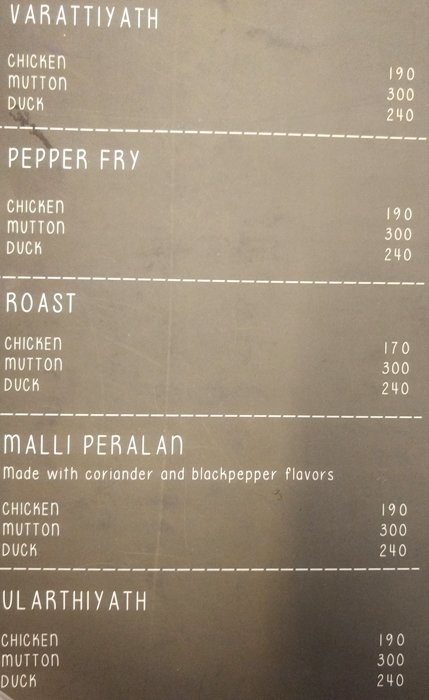 VARATTIYATH
CHICKEN 190
MUTTON 300
DUCK 240
PEPPER FRY
CHICKEN 190
MUTTON 300
DUCK 240
ROAST
CHICKEN 170
MUTTON 300
DUCK 240
MALLI PERALAN
Made with coriander and blackpepper flavors
CHICKEN 190
MUTTON 300
DUCK 240
ULARTHIYATH
CHICKEN 190
MUTTON 300
DUCK 240